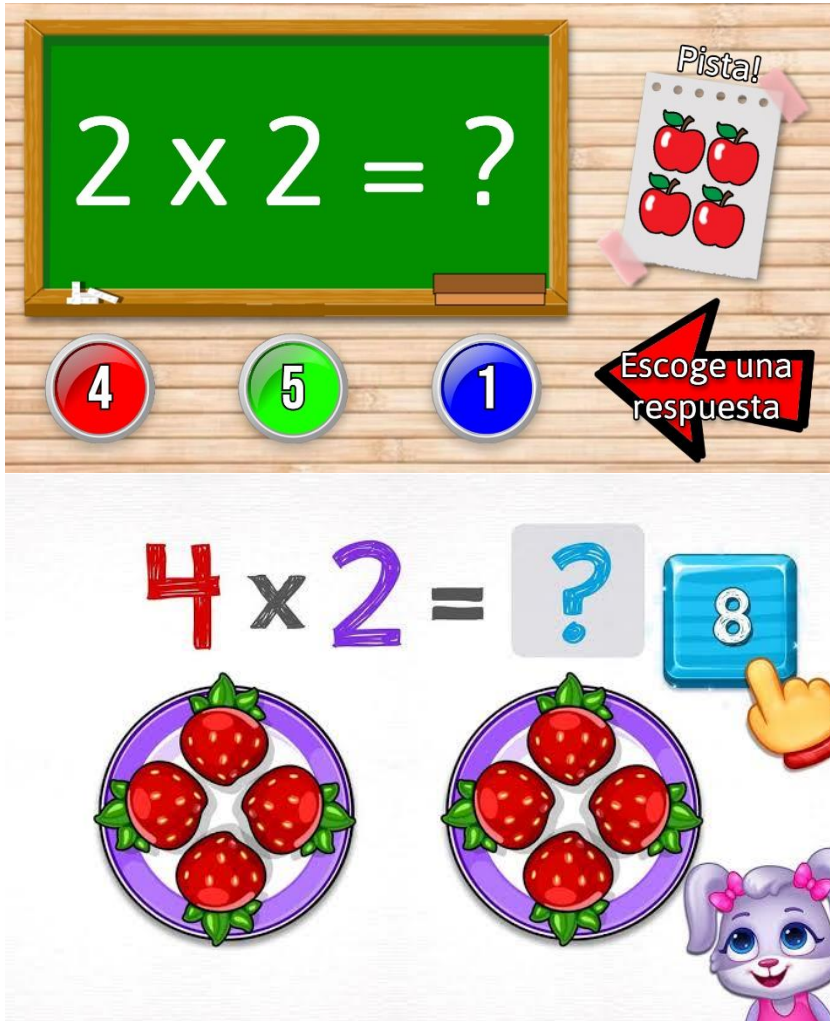 Pista!
2 x 2 = ?
4
5
1
Escoge una
respuesta
4 x 2 = ?
8